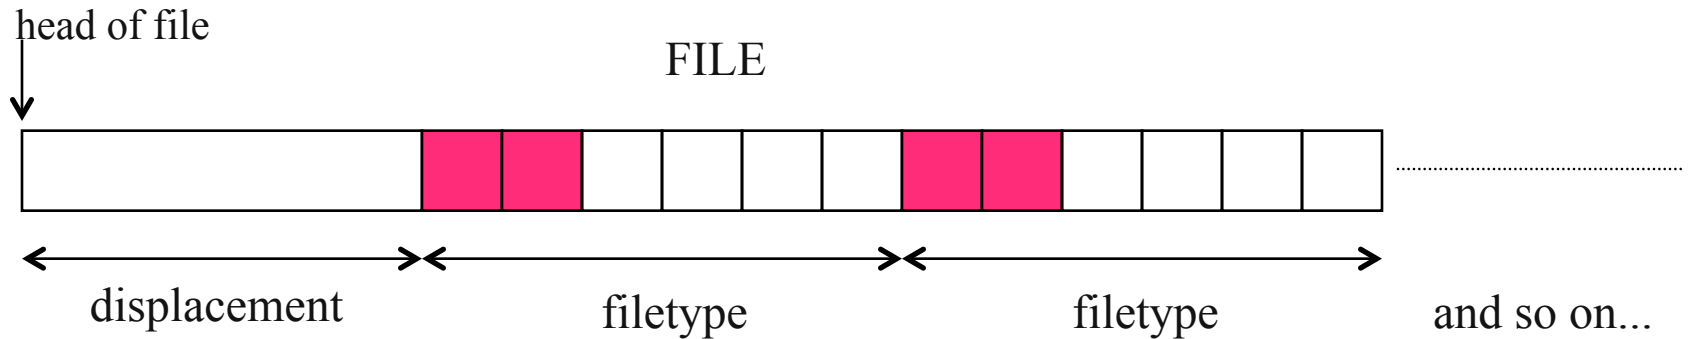 head of file
FILE
displacement
filetype
filetype
and so on...